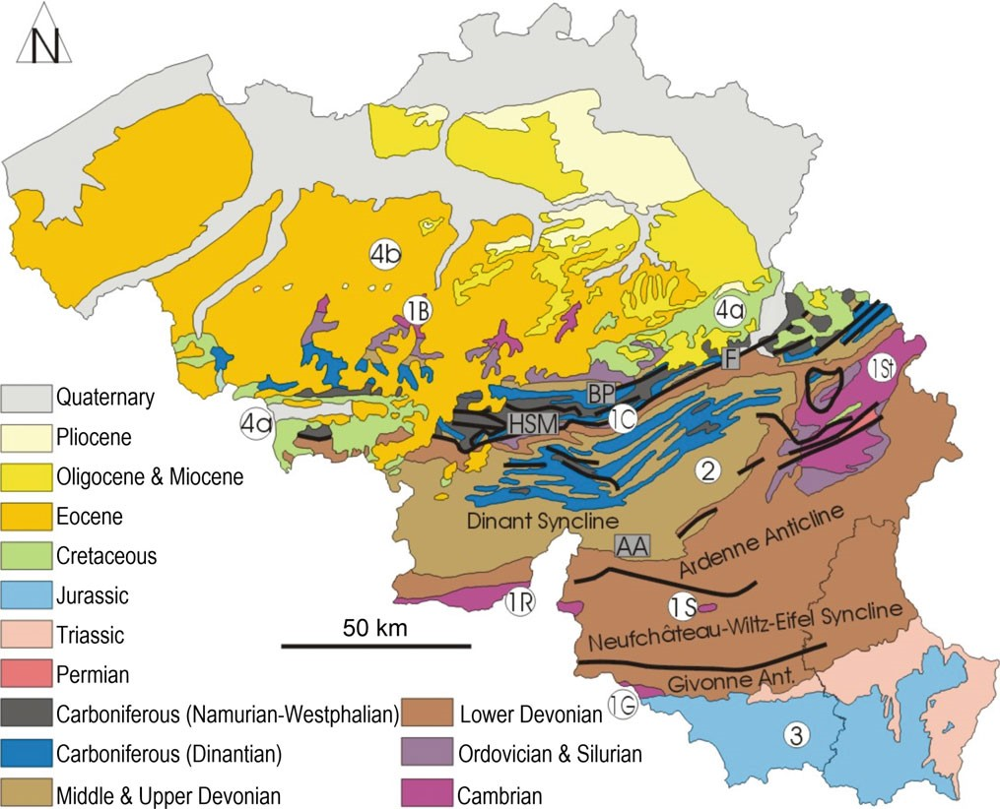 N
4b
1B
4a
F
1St
BP
1C
HSM
4a
2
Dinant Syncline
AA
Ardenne Anticline
1R
1S
50 km
Neufchâteau-Wiltz-Eifel Syncline
Givonne Ant.
1G
3
Quaternary
Pliocene
Oligocene & Miocene
Eocene
Cretaceous
Jurassic
Triassic
Permian
Carboniferous (Namurian-Westphalian)
Carboniferous (Dinantian)
Middle & Upper Devonian
Lower Devonian
Ordovician & Silurian
Cambrian